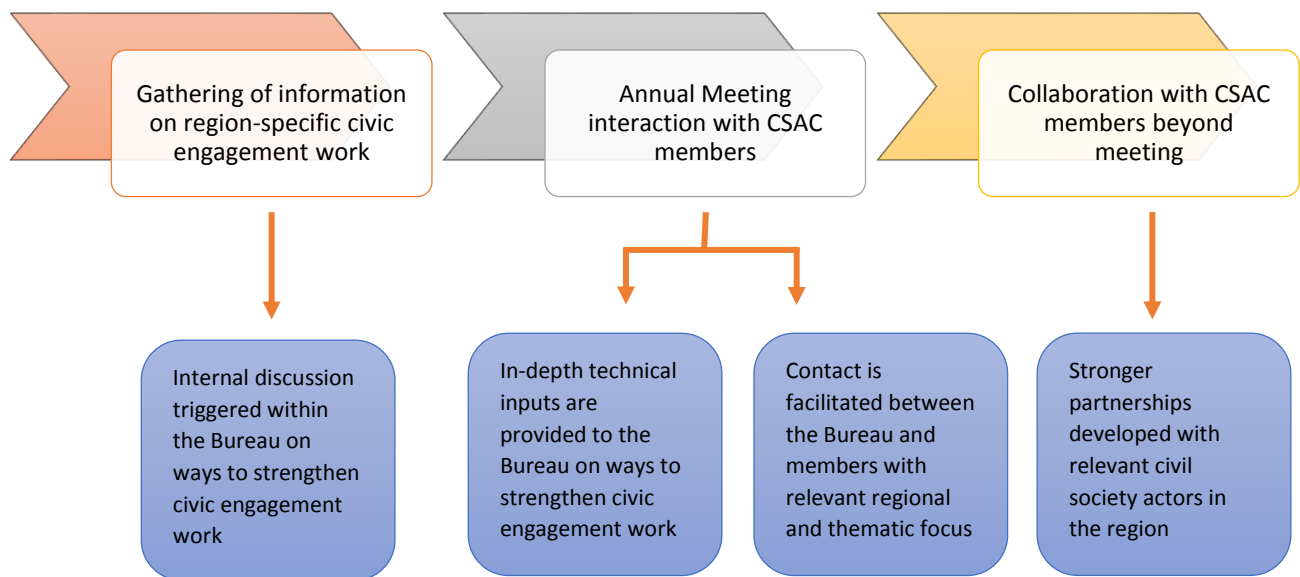 Gathering of information
on region-specific civic
engagement work
Annual Meeting
interaction with CSAC
members
Collaboration with CSAC
members beyond
meeting
Internal discussion
triggered within
the Bureau on
ways to strengthen
civic engagement
work
In-depth technical
inputs are
provided to the
Bureau on ways to
strengthen civic
engagement work
Contact is
facilitated between
the Bureau and
members with
relevant regional
and thematic focus
Stronger
partnerships
developed with
relevant civil
society actors in
the region